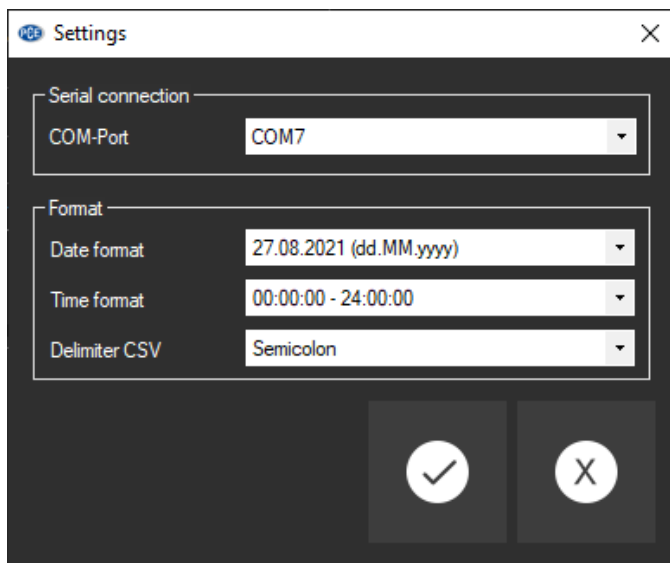 PCE Settings
Serial connection
COM-Port COM7
Format
Date format 27.08.2021 (dd.MM.yyyy)
Time format 00:00:00 - 24:00:00
Delimiter CSV Semicolon
X